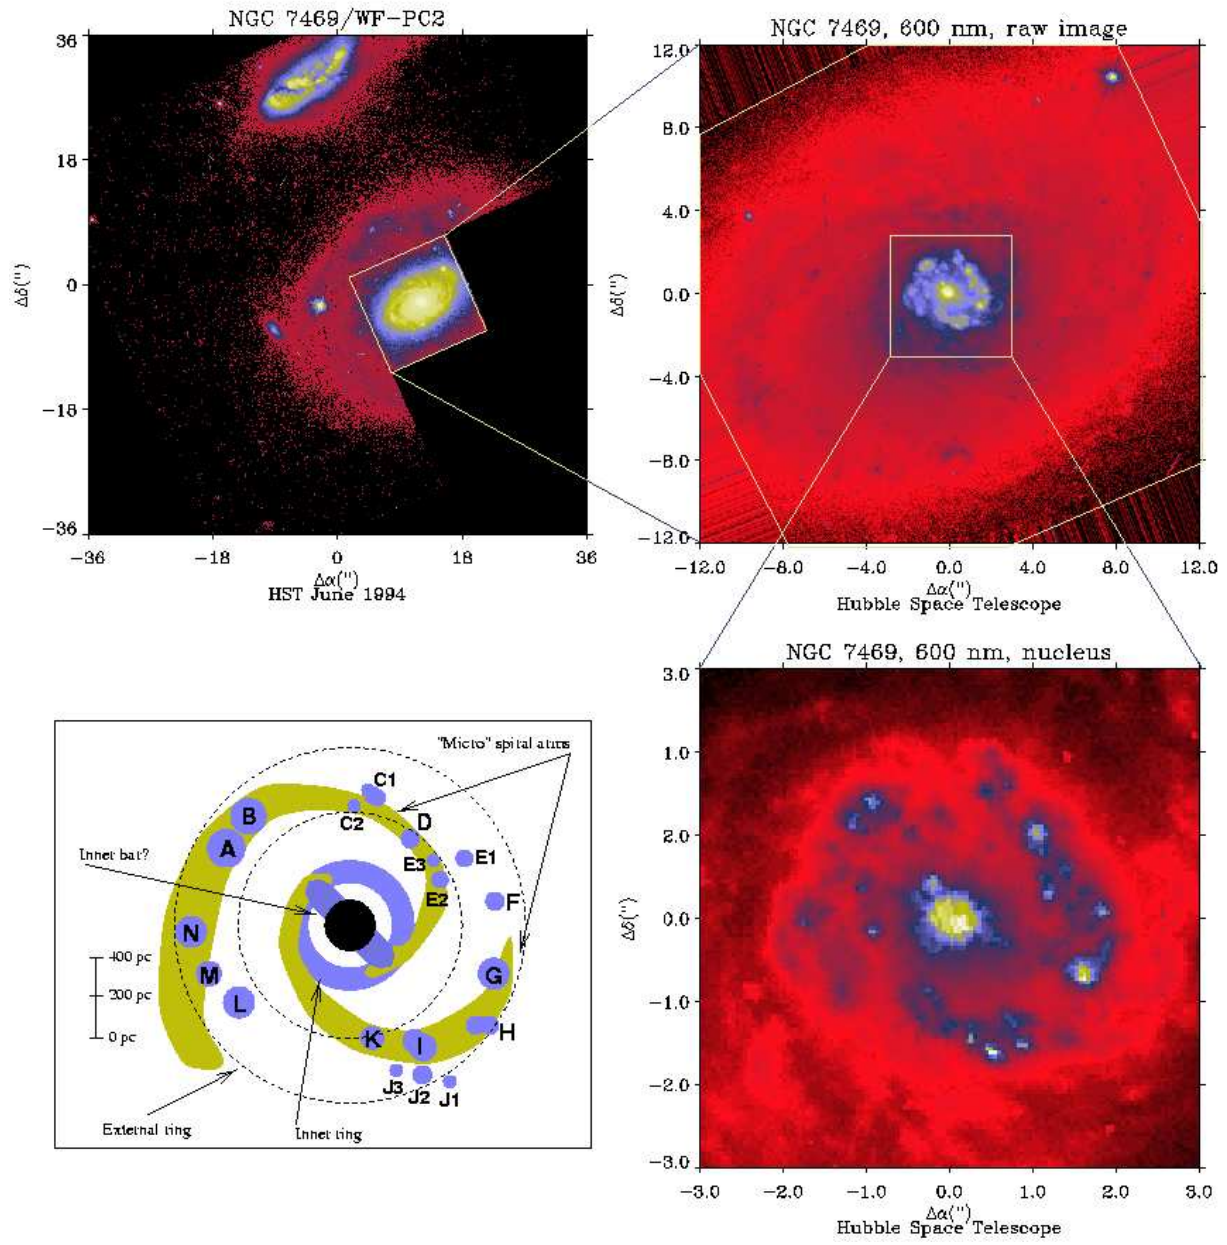 NGC 7469/WF-PC2
36
18
0
−18
−36
−36 −18 0 18 36
Δδ(")
Δα(")
HST June 1994
NGC 7469, 600 nm, raw image
12.0
8.0
4.0
0.0
−4.0
−8.0
−12.0
−12.0 −8.0 −4.0 0.0 4.0 8.0 12.0
Δδ(")
Δα(")
Hubble Space Telescope
"Micro" spiral arms
C1
B
C2
D
A
E3
E1
Inner bar?
E2
F
N
400 pc
M
G
200 pc
L
0 pc
K
I
H
J3
J2
J1
External ring
Inner ring
NGC 7469, 600 nm, nucleus
3.0
1.0
2.0
0.0
−1.0
−2.0
−3.0
−3.0 −2.0 −1.0 0.0 1.0 2.0 3.0
Δδ(")
Δα(")
Hubble Space Telescope